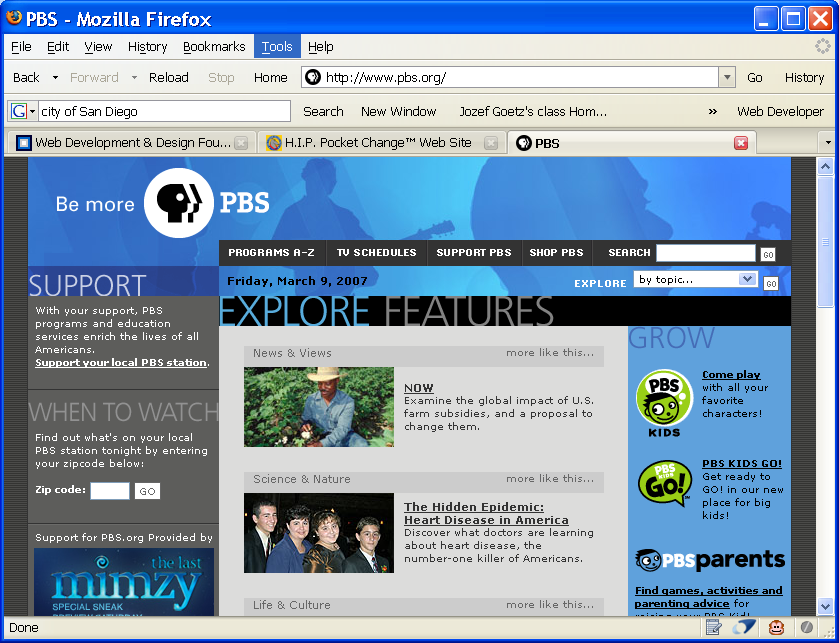 PBS - Mozilla Firefox
File Edit View History Bookmarks Tools Help
Back Forward Reload Stop Home http://www.pbs.org/ Go History
G city of San Diego Search New Window Jozef Goetz's class Hom... » Web Developer
Web Development & Design Fou... H.I.P. Pocket Change™ Web Site PBS
Be more PBS
PROGRAMS A-Z TV SCHEDULES SUPPORT PBS SHOP PBS SEARCH GO
Friday, March 9, 2007 EXPLORE by topic... GO
SUPPORT
With your support, PBS
programs and education
services enrich the lives of all
Americans.
Support your local PBS station.
WHEN TO WATCH
Find out what's on your local
PBS station tonight by entering
your zipcode below:
Zip code: GO
Support for PBS.org Provided by
the last
mimzy
SPECIAL SNEAK
PREVIEW SATURDAY
EXPLORE FEATURES
News & Views more like this...
NOW
Examine the global impact of U.S.
farm subsidies, and a proposal to
change them.
Science & Nature more like this...
The Hidden Epidemic:
Heart Disease in America
Discover what doctors are learning
about heart disease, the
number-one killer of Americans.
Life & Culture more like this...
GROW
PBS
KIDS
Come play
with all your
favorite
characters!
PBS KIDS
GO!
PBS KIDS GO!
Get ready to
GO! in our new
place for big
kids!
PBS parents
Find games, activities and
parenting advice for
raising your PBS Kid!
Done